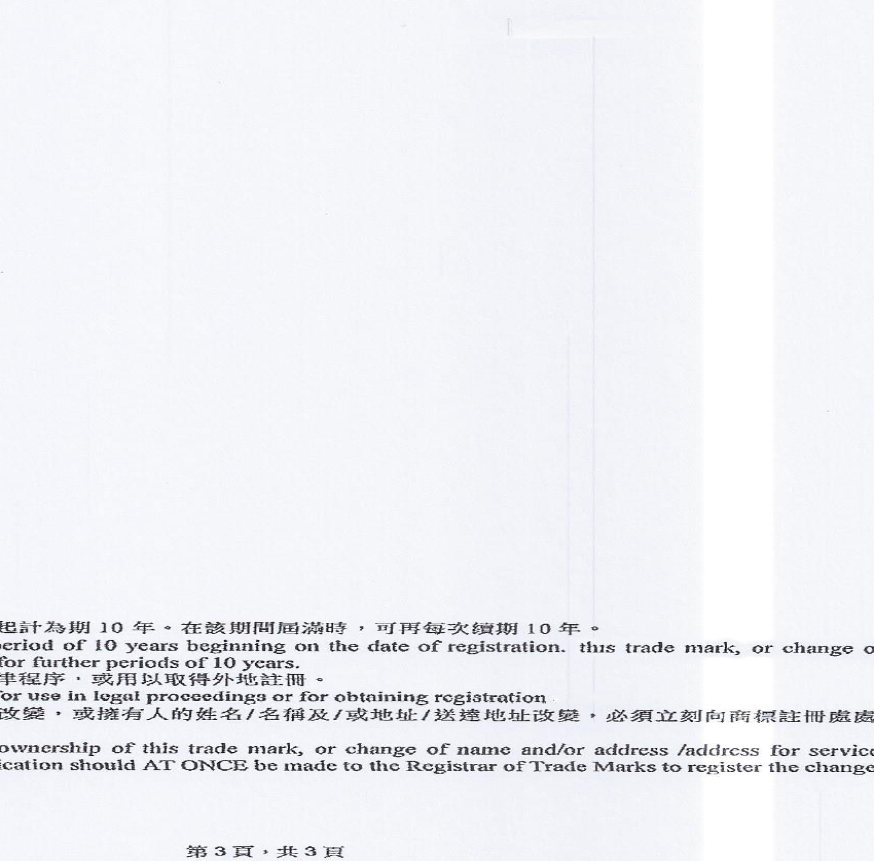 起計為期 10 年。在該期間屆滿時，可再每次續期 10 年。
period of 10 years beginning on the date of registration. this trade mark, or change o
for further periods of 10 years.
律程序，或用以取得外地註冊。
for use in legal proceedings or for obtaining registration
改變，或擁有人的姓名/名稱及/或地址/送達地址改變，必須立刻向商標註冊處處
ownership of this trade mark, or change of name and/or address /address for service
ication should AT ONCE be made to the Registrar of Trade Marks to register the change
第 3 頁，共 3 頁